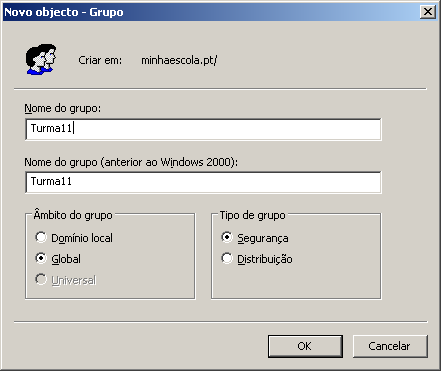 Novo objecto - Grupo
Criar em: minhaescola.pt/
Nome do grupo:
Turma11
Nome do grupo (anterior ao Windows 2000):
Turma11
Âmbito do grupo
Domínio local
Global
Universal
Tipo de grupo
Segurança
Distribuição
OK
Cancelar